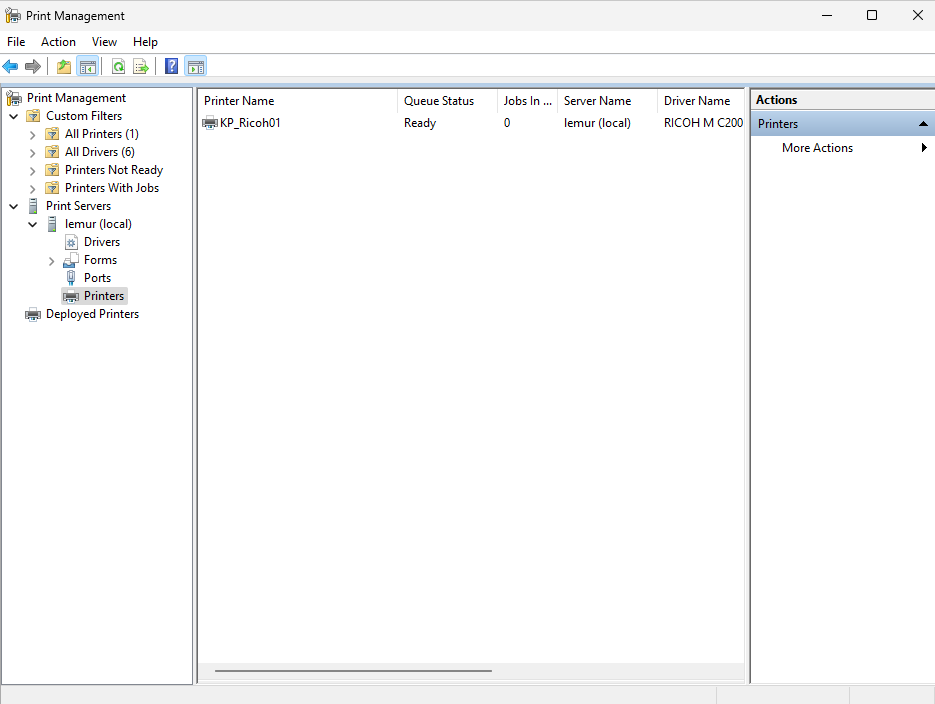 Print Management
File Action View Help
Print Management
Custom Filters
All Printers (1)
All Drivers (6)
Printers Not Ready
Printers With Jobs
Print Servers
lemur (local)
Drivers
Forms
Ports
Printers
Deployed Printers
Printer Name Queue Status Jobs In ... Server Name Driver Name
KP_Ricoh01 Ready 0 lemur (local) RICOH M C200
Actions
Printers
More Actions